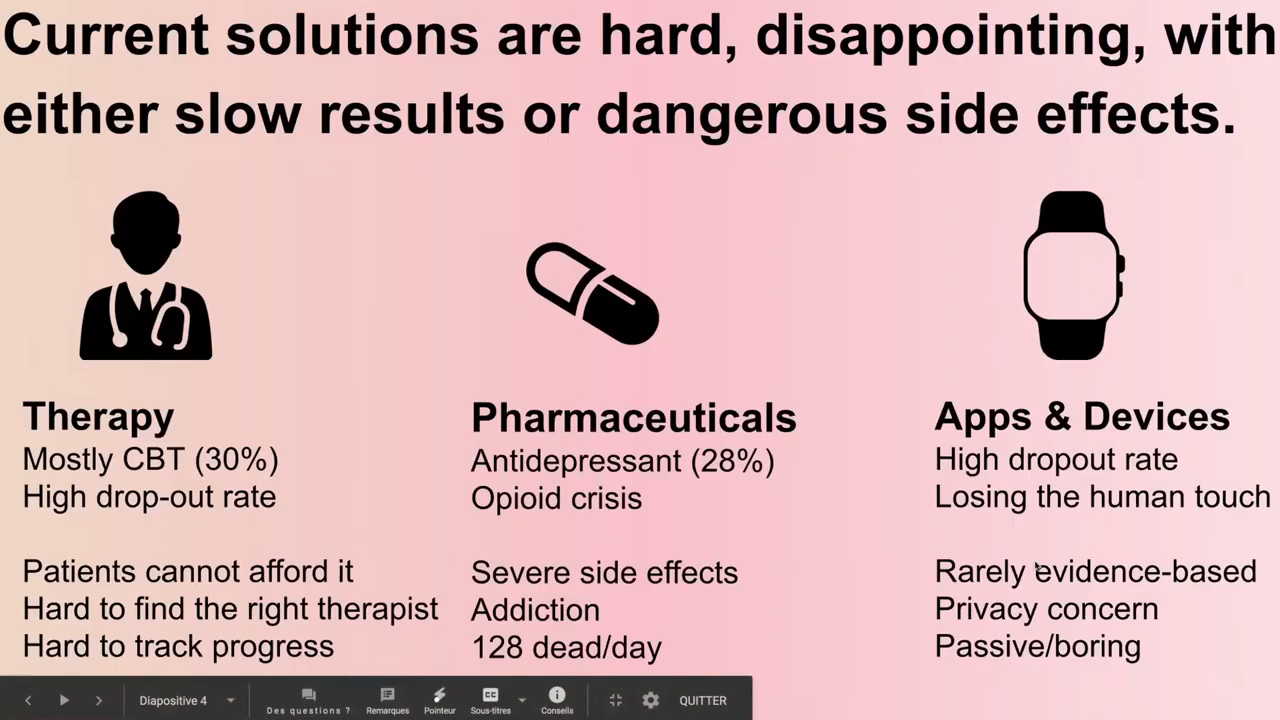 Current solutions are hard, disappointing, with
either slow results or dangerous side effects.
Therapy
Mostly CBT (30%)
High drop-out rate
Patients cannot afford it
Hard to find the right therapist
Hard to track progress
Pharmaceuticals
Antidepressant (28%)
Opioid crisis
Severe side effects
Addiction
128 dead/day
Apps & Devices
High dropout rate
Losing the human touch
Rarely evidence-based
Privacy concern
Passive/boring
Diapositive 4
Des questions ?
Remarques
Pointeur
CC
Sous-titres
Conseils
QUITTER